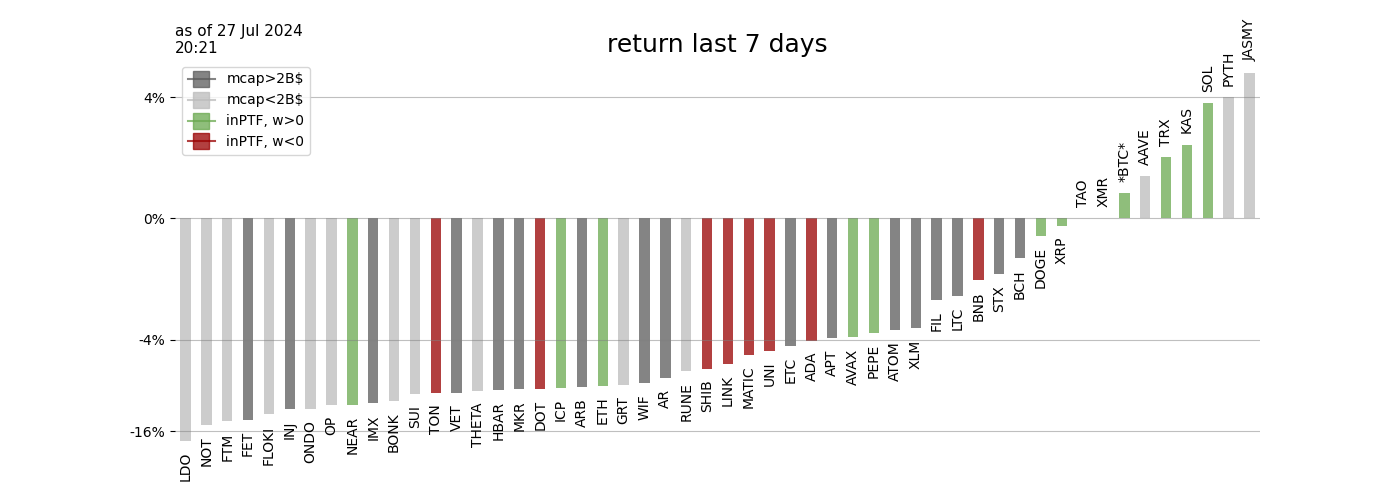 as of 27 Jul 2024
20:21
return last 7 days
mcap>2B$
mcap<2B$
inPTF, w>0
inPTF, w<0
4%
0%
-4%
-16%
LDO
NOT
FTM
FET
FLOKI
INJ
ONDO
OP
NEAR
IMX
BONK
SUI
TON
VET
THETA
HBAR
MKR
DOT
ICP
ARB
ETH
GRT
WIF
AR
RUNE
SHIB
LINK
MATIC
UNI
ETC
ADA
APT
AVAX
PEPE
ATOM
XLM
FIL
LTC
BNB
STX
BCH
DOGE
XRP
TAO
XMR
*BTC*
AAVE
TRX
KAS
SOL
PYTH
JASMY